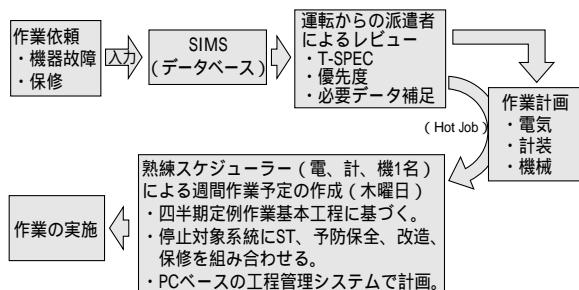 作業依頼
・機器故障
・保修
入力
SIMS
(データベース)
運転からの派遣者
によるレビュー
・T-SPEC
・優先度
・必要データ補足
作業計画
・電気
・計装
・機械
(Hot Job)
熟練スケジューラー(電、計、機1名)
による週間作業予定の作成(木曜日)
・四半期定例作業基本工程に基づく。
・停止対象系統にST、予防保全、改造、
保修を組み合わせる。
・PCベースの工程管理システムで計画。
作業の実施